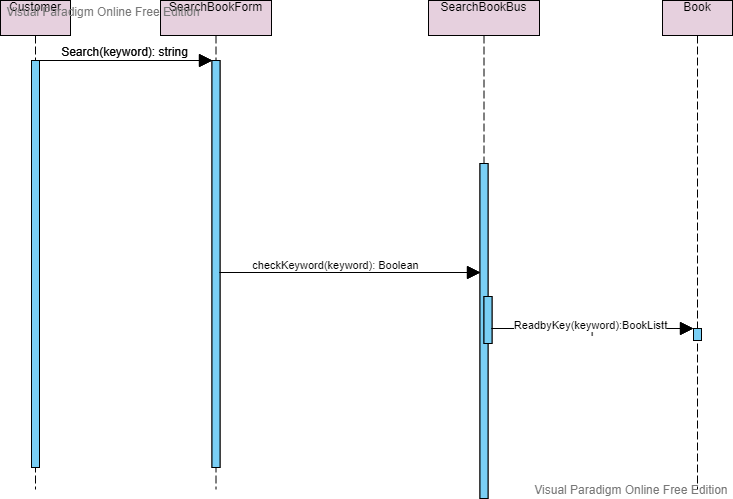 Customer
SearchBookForm
SearchBookBus
Book
Visual Paradigm Online Free Edition
Search(keyword): string
checkKeyword(keyword): Boolean
ReadbyKey(keyword):BookListt
Visual Paradigm Online Free Edition